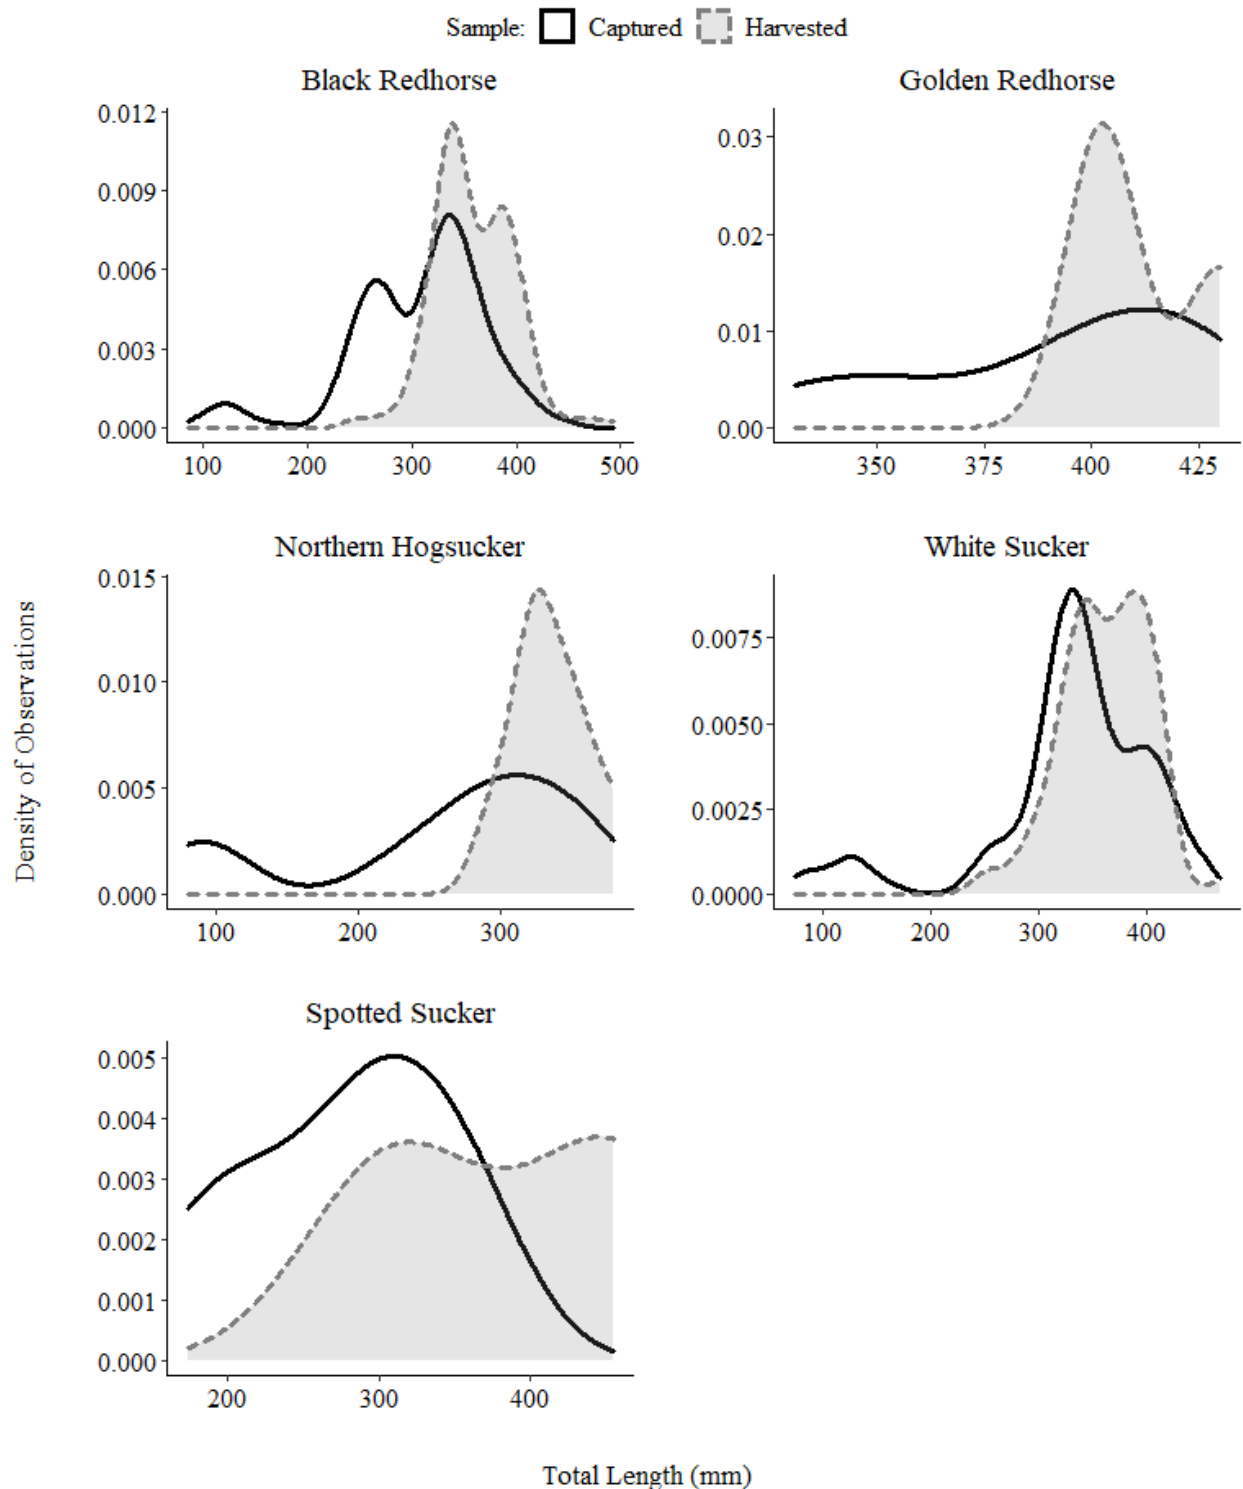 Sample: Captured Harvested
Black Redhorse
0.012
0.009
0.006
0.003
0.000
100 200 300 400 500
Golden Redhorse
0.03
0.02
0.01
0.00
350 375 400 425
Northern Hogsucker
0.015
0.010
0.005
0.000
100 200 300
White Sucker
0.0075
0.0050
0.0025
0.0000
100 200 300 400
Spotted Sucker
0.005
0.004
0.003
0.002
0.001
0.000
200 300 400
Density of Observations
Total Length (mm)